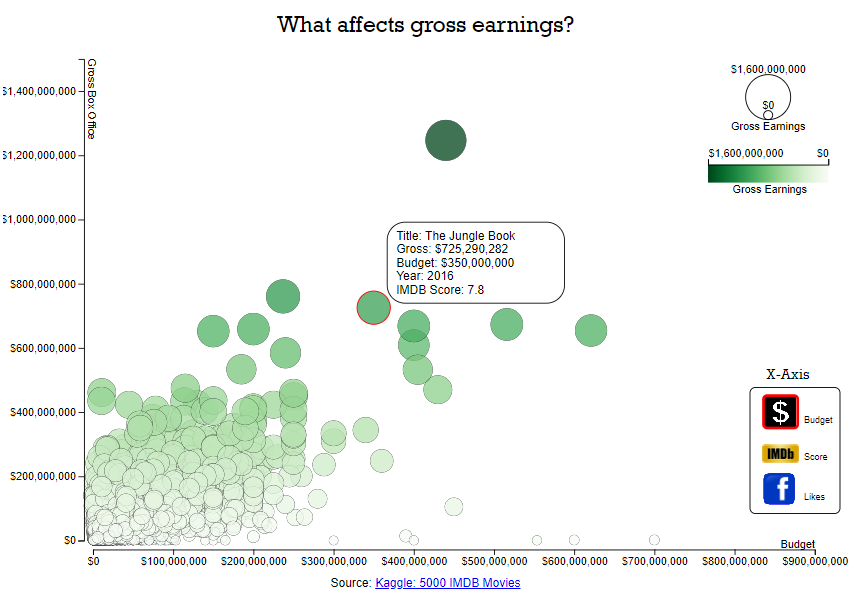 What affects gross earnings?
Gross Box Office
$1,400,000,000
$1,200,000,000
$1,000,000,000
$800,000,000
$600,000,000
$400,000,000
$200,000,000
$0
$1,600,000,000
$0
Gross Earnings
$1,600,000,000 $0
Gross Earnings
Title: The Jungle Book
Gross: $725,290,282
Budget: $350,000,000
Year: 2016
IMDB Score: 7.8
X-Axis
$ Budget
IMDb Score
f Likes
Budget
$0 $100,000,000 $200,000,000 $300,000,000 $400,000,000 $500,000,000 $600,000,000 $700,000,000 $800,000,000 $900,000,000
Source: Kaggle: 5000 IMDB Movies